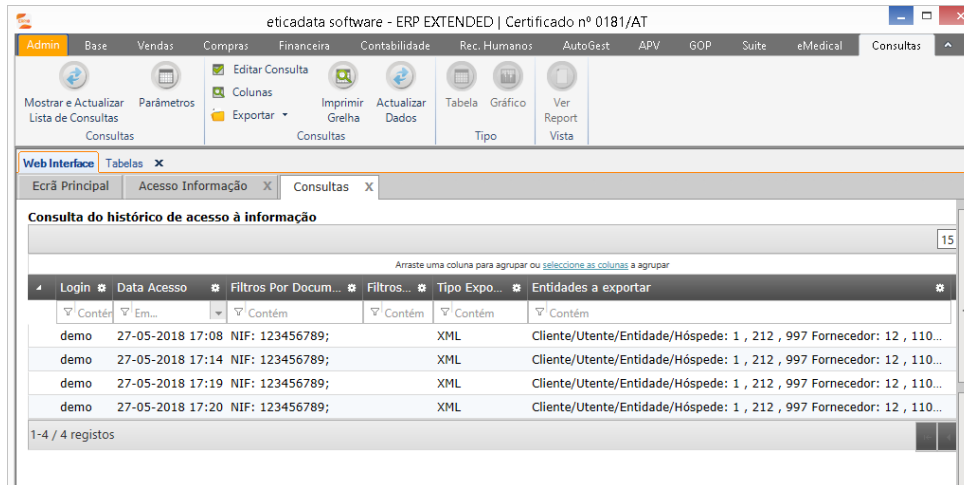 eticadata software - ERP EXTENDED | Certificado nº 0181/AT
Admin Base Vendas Compras Financeira Contabilidade Rec. Humanos AutoGest APV GOP Suite eMedical Consultas
Mostrar e Actualizar Lista de Consultas
Parâmetros
Editar Consulta
Colunas
Exportar
Imprimir Grelha
Actualizar Dados
Tabela
Gráfico
Ver Report
Consultas Consultas Tipo Vista
Web Interface Tabelas X
Ecrã Principal Acesso Informação X Consultas X
Consulta do histórico de acesso à informação
15
Arraste uma coluna para agrupar ou seleccione as colunas a agrupar
Login Data Acesso Filtros Por Docum... Filtros... Tipo Expo... Entidades a exportar
Contén Em... Contém Contém Contém Contém
demo 27-05-2018 17:08 NIF: 123456789; XML Cliente/Utente/Entidade/Hóspede: 1 , 212 , 997 Fornecedor: 12 , 110...
demo 27-05-2018 17:14 NIF: 123456789; XML Cliente/Utente/Entidade/Hóspede: 1 , 212 , 997 Fornecedor: 12 , 110...
demo 27-05-2018 17:19 NIF: 123456789; XML Cliente/Utente/Entidade/Hóspede: 1 , 212 , 997 Fornecedor: 12 , 110...
demo 27-05-2018 17:20 NIF: 123456789; XML Cliente/Utente/Entidade/Hóspede: 1 , 212 , 997 Fornecedor: 12 , 110...
1-4 / 4 registos